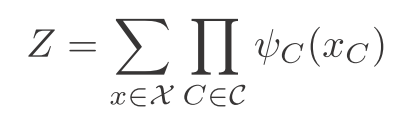 $Z = \sum_{x \in \mathcal{X}} \prod_{C \in \mathcal{C}} \psi_C(x_C)$